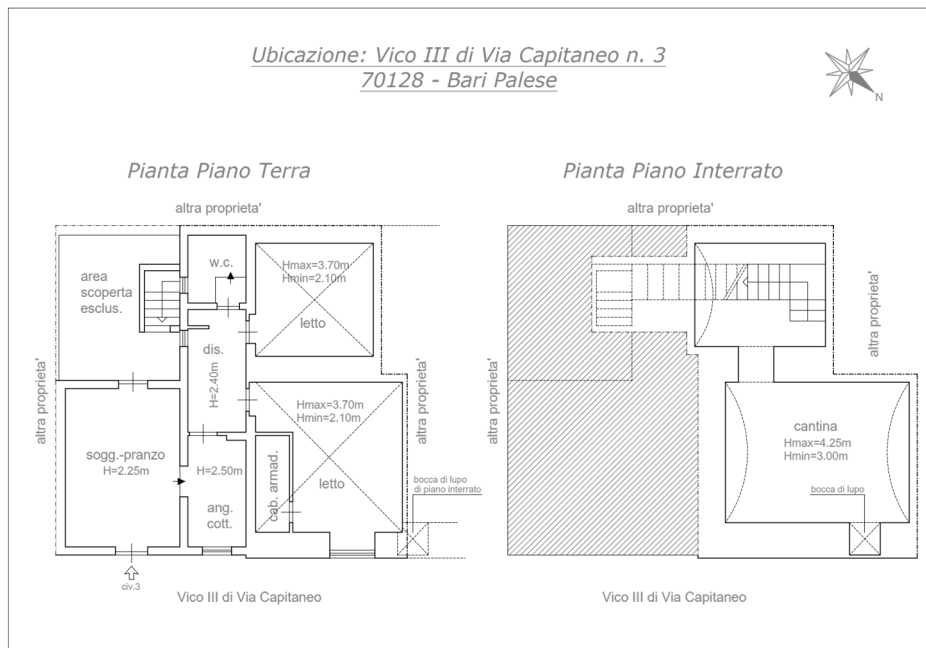 Ubicazione: Vico III di Via Capitaneo n. 3
70128 - Bari Palese
N
Pianta Piano Terra
altra proprieta'
area
scoperta
esclus.
w.c.
Hmax=3.70m
Hmin=2.10m
letto
dis.
H=2.40m
altra proprieta'
sogg.-pranzo
H=2.25m
H=2.50m
ang.
cott.
cab. armad.
Hmax=3.70m
Hmin=2.10m
letto
altra proprieta'
bocca di lupo
di piano interrato
civ.3
Vico III di Via Capitaneo
Pianta Piano Interrato
altra proprieta'
altra proprieta'
altra proprieta'
cantina
Hmax=4.25m
Hmin=3.00m
bocca di lupo
Vico III di Via Capitaneo